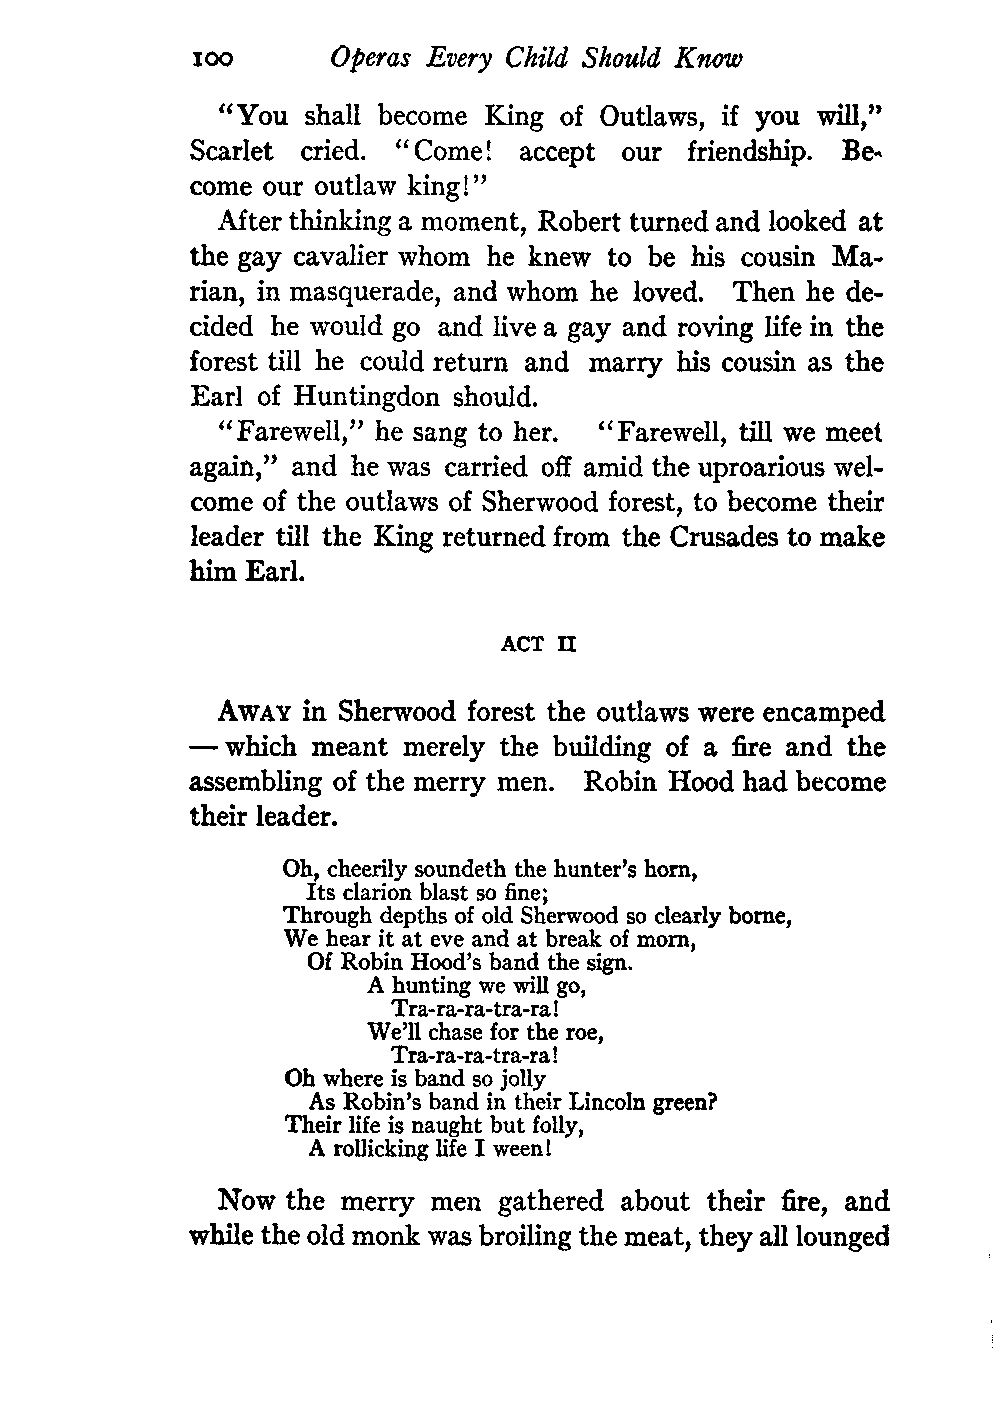 100 Operas Every Child Should Know
"You shall become King of Outlaws, if you will,"
Scarlet cried. "Come! accept our friendship. Be-
come our outlaw king!"
After thinking a moment, Robert turned and looked at
the gay cavalier whom he knew to be his cousin Ma-
rian, in masquerade, and whom he loved. Then he de-
cided he would go and live a gay and roving life in the
forest till he could return and marry his cousin as the
Earl of Huntingdon should.
"Farewell," he sang to her. "Farewell, till we meet
again," and he was carried off amid the uproarious wel-
come of the outlaws of Sherwood forest, to become their
leader till the King returned from the Crusades to make
him Earl.
ACT II
AWAY in Sherwood forest the outlaws were encamped
— which meant merely the building of a fire and the
assembling of the merry men. Robin Hood had become
their leader.
Oh, cheerily soundeth the hunter's horn,
Its clarion blast so fine;
Through depths of old Sherwood so clearly borne,
We hear it at eve and at break of morn,
Of Robin Hood's band the sign.
A hunting we will go,
Tra-ra-ra-tra-ra!
We'll chase for the roe,
Tra-ra-ra-tra-ra!
Oh where is band so jolly
As Robin's band in their Lincoln green?
Their life is naught but folly,
A rollicking life I ween!
Now the merry men gathered about their fire, and
while the old monk was broiling the meat, they all lounged